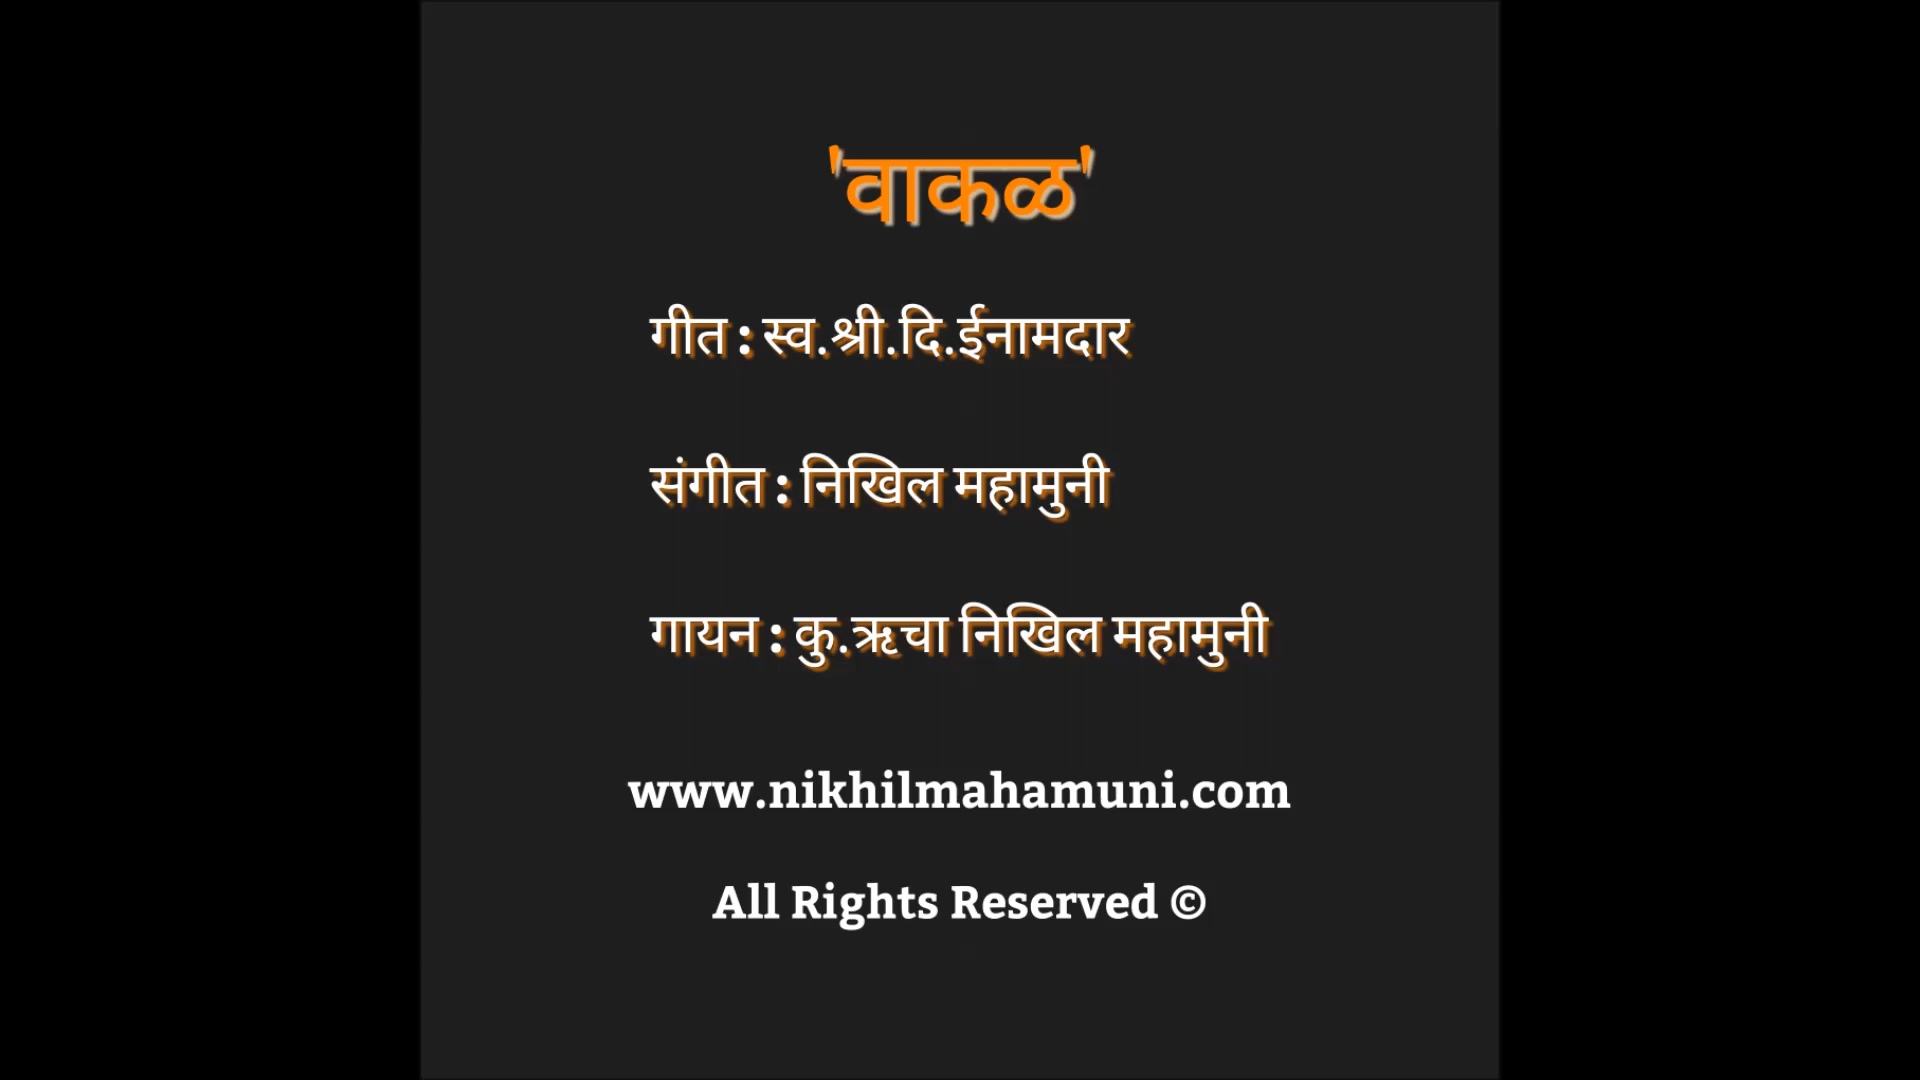 'वाकळ'
गीत : स्व.श्री.दि.ईनामदार
संगीत : निखिल महामुनी
गायन : कु.ऋचा निखिल महामुनी
www.nikhilmahamuni.com
All Rights Reserved ©